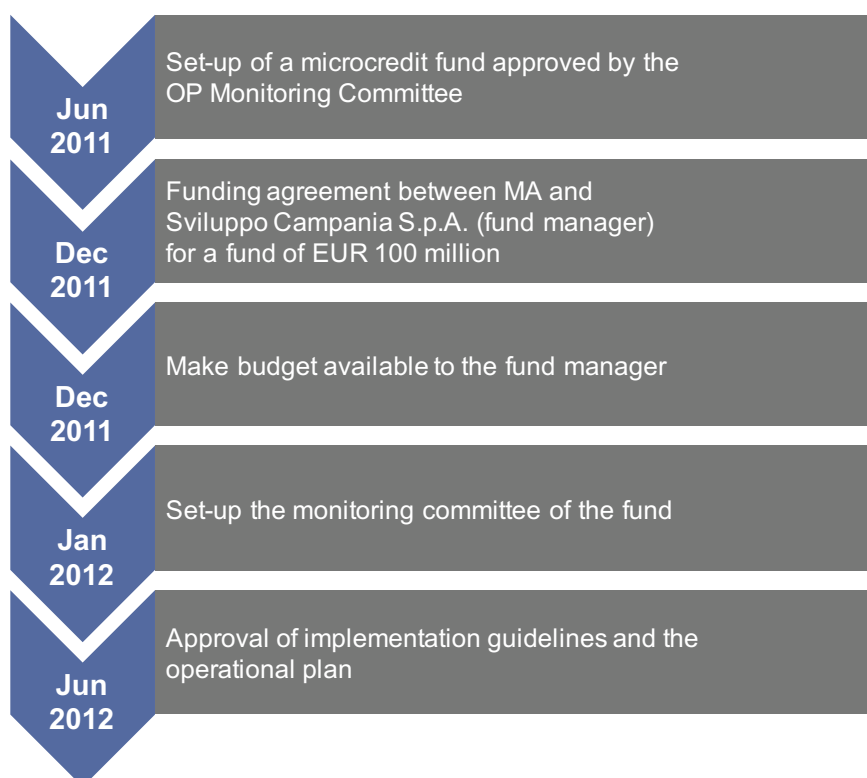 Jun
2011
Set-up of a microcredit fund approved by the
OP Monitoring Committee
Dec
2011
Funding agreement between MA and
Sviluppo Campania S.p.A. (fund manager)
for a fund of EUR 100 million
Dec
2011
Make budget available to the fund manager
Jan
2012
Set-up the monitoring committee of the fund
Jun
2012
Approval of implementation guidelines and the
operational plan